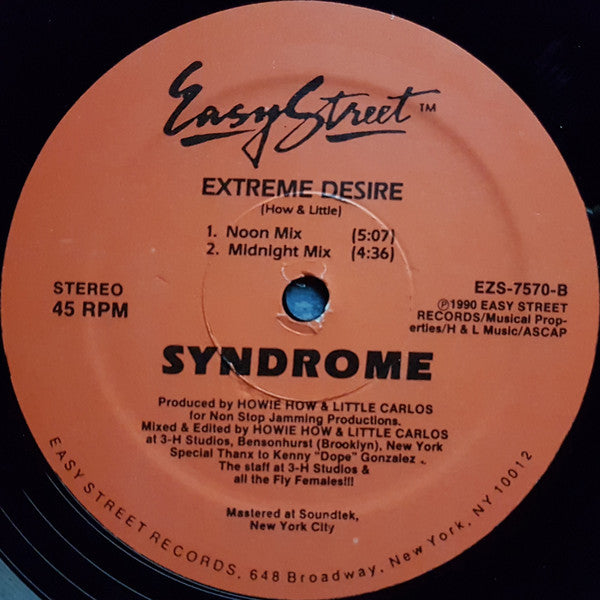 Easy Street ™
EXTREME DESIRE
(How & Little)
1. Noon Mix (5:07)
2. Midnight Mix (4:36)
STEREO
45 RPM
EZS-7570-B
℗1990 EASY STREET
RECORDS/Musical Prop-
erties/H & L Music/ASCAP
SYNDROME
Produced by HOWIE HOW & LITTLE CARLOS
for Non Stop Jamming Productions.
Mixed & Edited by HOWIE HOW & LITTLE CARLOS
at 3-H Studios, Bensonhurst (Brooklyn), New York
Special Thanx to Kenny "Dope" Gonzalez
The staff at 3-H Studios &
all the Fly Females!!!
Mastered at Soundtek,
New York City
EASY STREET RECORDS, 648 Broadway, New York, NY 10012